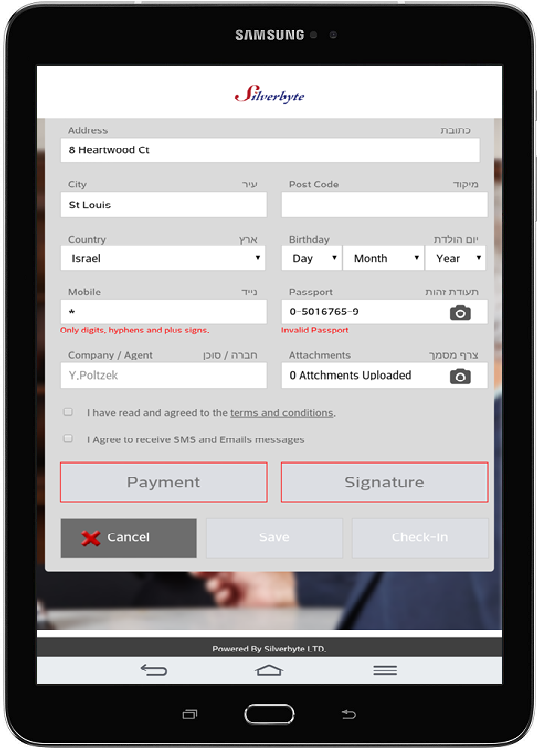 SAMSUNG
Silverbyte
Address כתובת
8 Heartwood Ct
City עיר Post Code מיקוד
St Louis
Country ארץ Birthday יום הולדת
Israel Day Month Year
Mobile נייד Passport תעודת זהות
* 0-5016765-9
Only digits, hyphens and plus signs. Invalid Passport
Company / Agent חברה / סוכן Attachments צרף מסמך
Y.Poltzek 0 Attchments Uploaded
I have read and agreed to the terms and conditions.
I Agree to receive SMS and Emails messages
Payment Signature
Cancel Save Check-In
Powered By Silverbyte LTD.